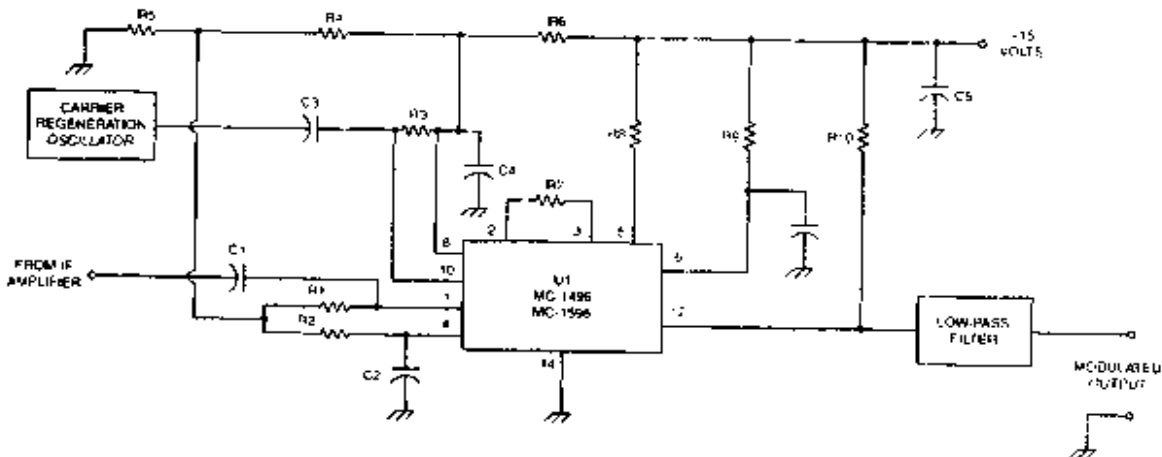 R5
R4
R6
-15
VOLTS
C5
CARRIER
REGENERATION
OSCILLATOR
C3
R3
R8
R9
R10
C4
R7
2
3
5
8
10
1
4
6
12
14
U1
MC-1496
MC-1596
FROM IF
AMPLIFIER
C1
R1
R2
C2
LOW-PASS
FILTER
MODULATED
OUTPUT